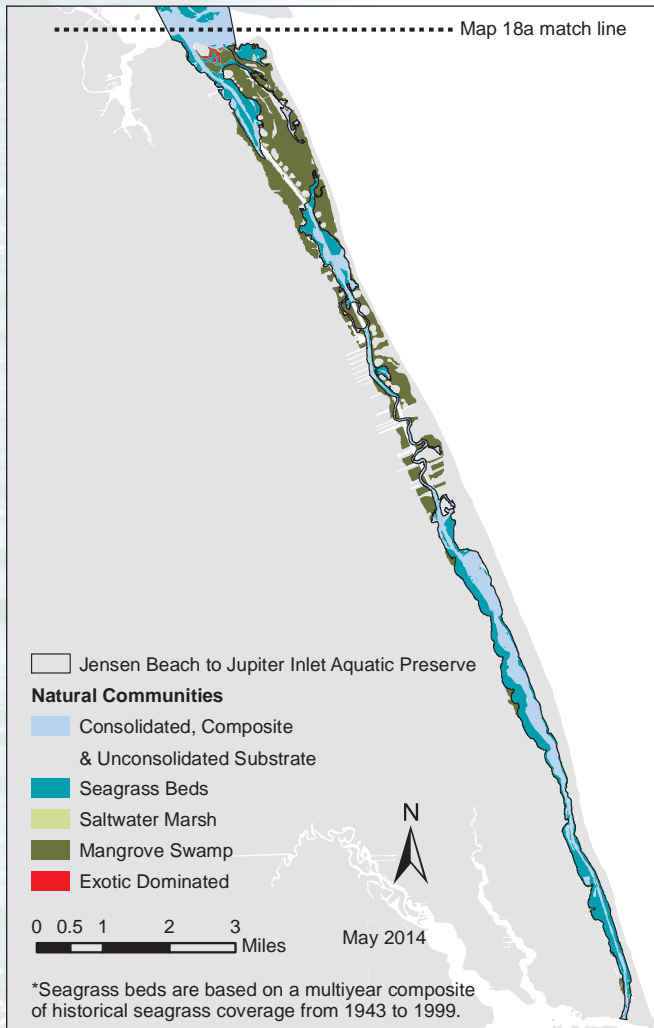 Map 18a match line
Jensen Beach to Jupiter Inlet Aquatic Preserve
Natural Communities
Consolidated, Composite
& Unconsolidated Substrate
Seagrass Beds
Saltwater Marsh
Mangrove Swamp
Exotic Dominated
N
0 0.5 1 2 3
Miles
May 2014
*Seagrass beds are based on a multiyear composite
of historical seagrass coverage from 1943 to 1999.